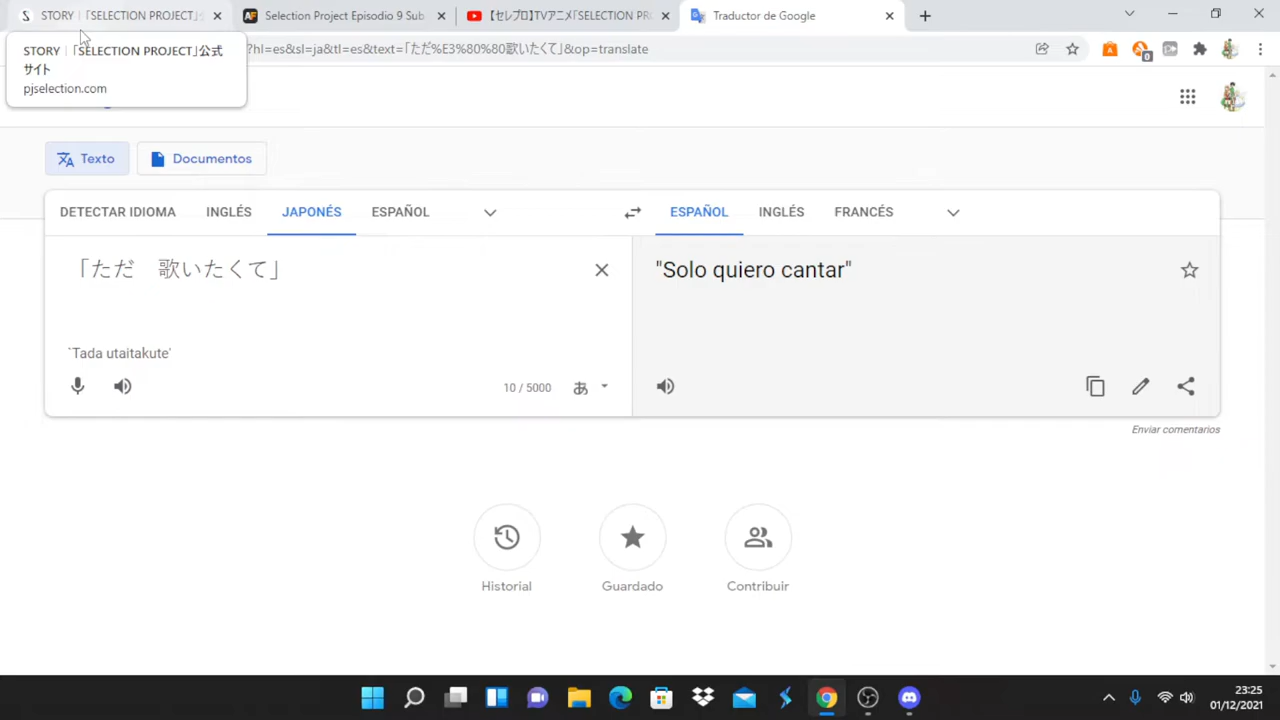 STORY｜「SELECTION PROJECT」公
Selection Project Episodio 9 Sub
【セレプロ】TVアニメ「SELECTION PR
Traductor de Google
STORY｜「SELECTION PROJECT」公式
サイト
pjselection.com
?hl=es&sl=ja&tl=es&text=「ただ%E3%80%80歌いたくて」&op=translate
Texto
Documentos
DETECTAR IDIOMA INGLÉS JAPONÉS ESPAÑOL
ESPAÑOL INGLÉS FRANCÉS
「ただ　歌いたくて」
"Solo quiero cantar"
`Tada utaitakute'
10 / 5000
あ
Enviar comentarios
Historial
Guardado
Contribuir
23:25
01/12/2021